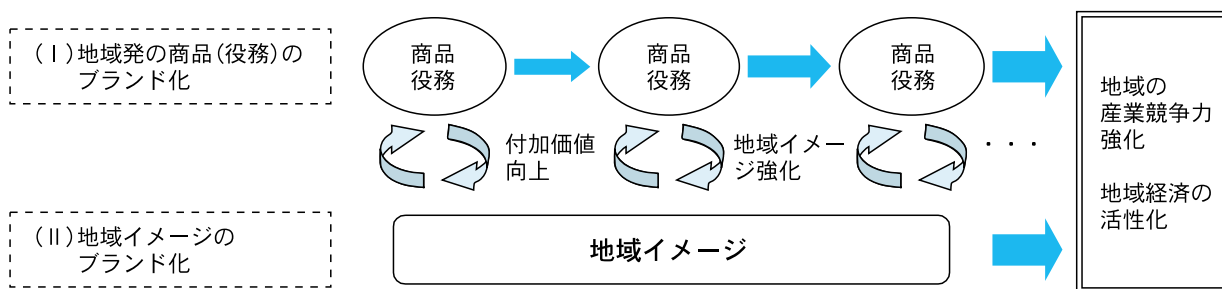 (Ⅰ)地域発の商品(役務)の
ブランド化
商品
役務
商品
役務
商品
役務
付加価値
向上
地域イメー
ジ強化
・・・
(Ⅱ)地域イメージの
ブランド化
地域イメージ
地域の
産業競争力
強化
地域経済の
活性化